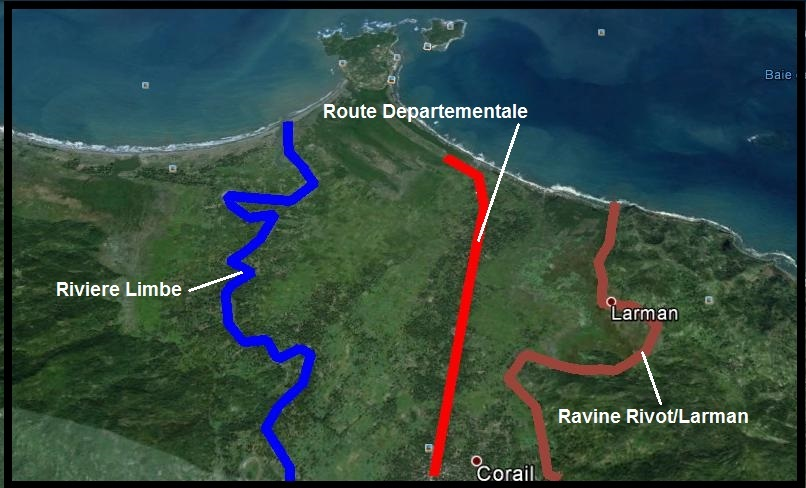 Baie
Route Departementale
Riviere Limbe
Larman
Ravine Rivot/Larman
Corail